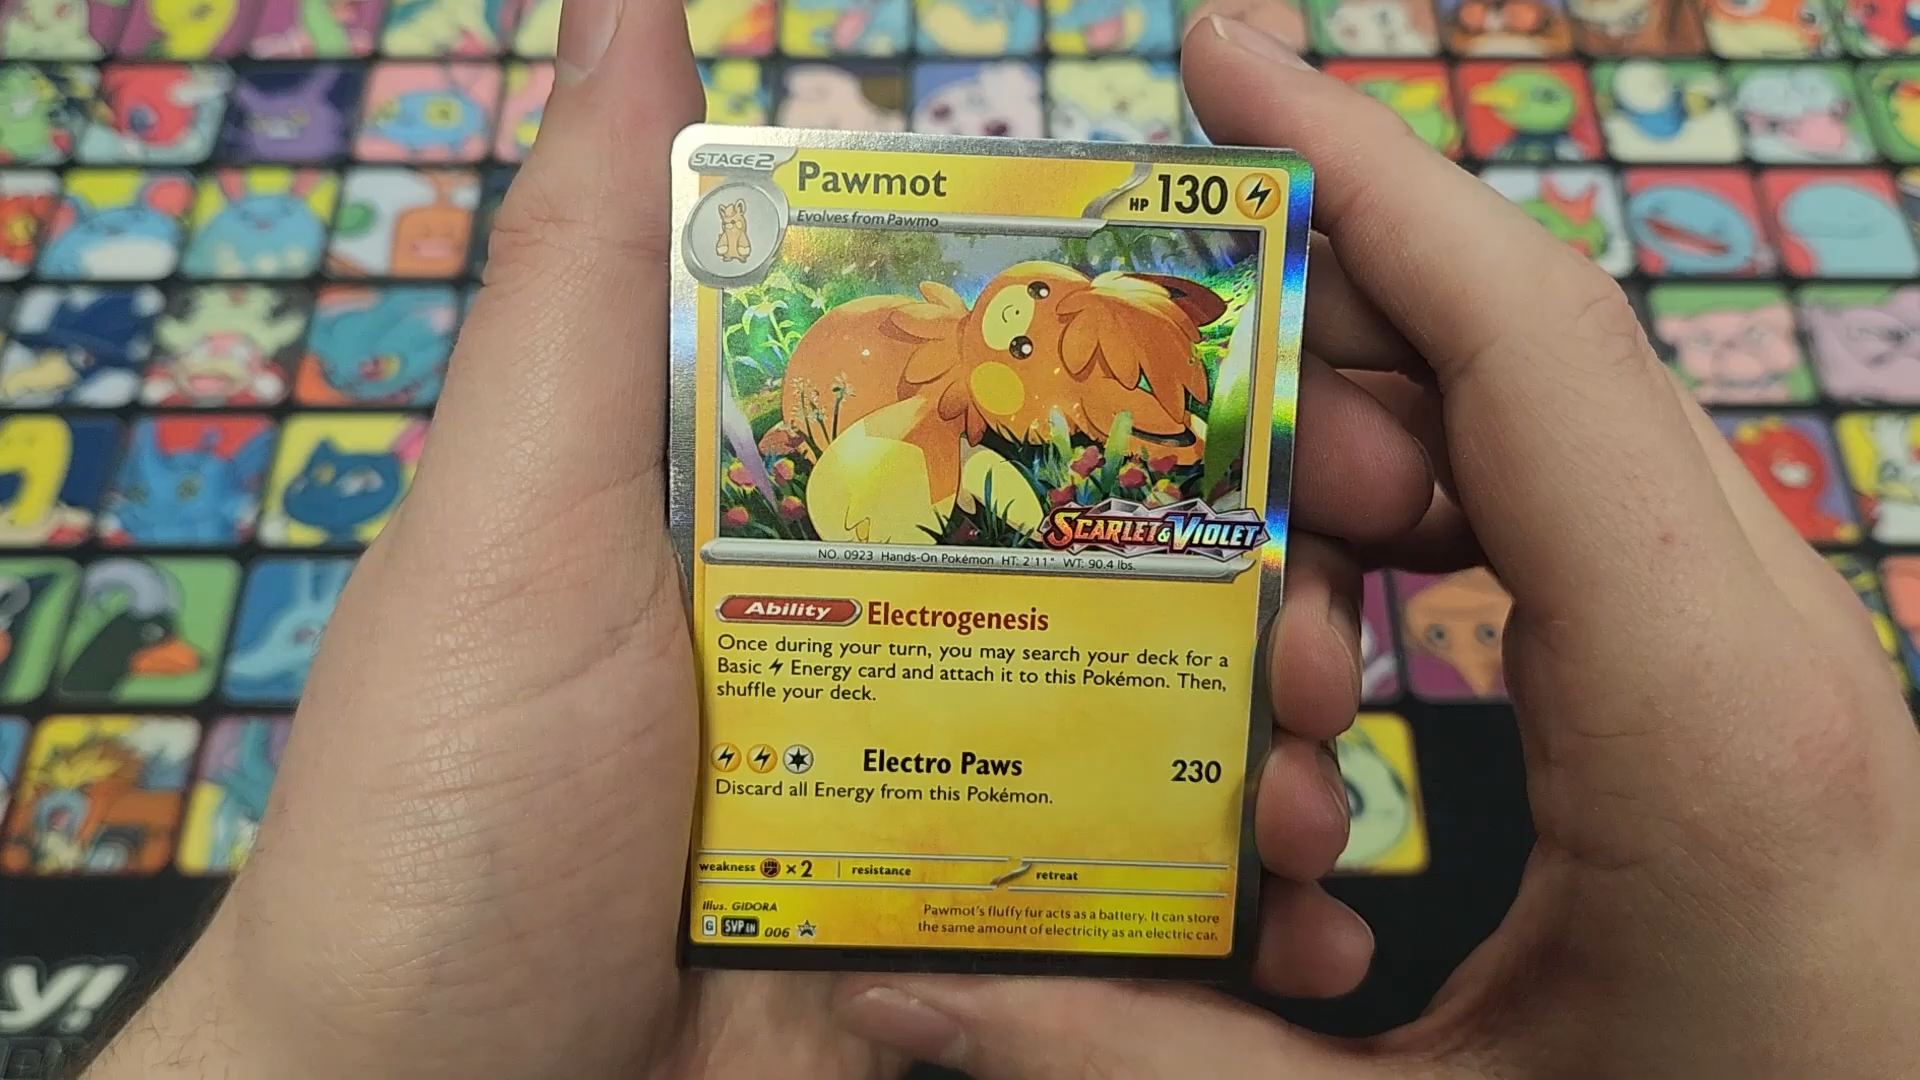 STAGE2
Pawmot
HP 130
Evolves from Pawmo
SCARLET & VIOLET
NO. 0923 Hands-On Pokémon HT: 2'11" WT: 90.4 lbs.
Ability Electrogenesis
Once during your turn, you may search your deck for a
Basic Energy card and attach it to this Pokémon. Then,
shuffle your deck.
Electro Paws 230
Discard all Energy from this Pokémon.
weakness ×2 resistance retreat
Illus. GIDORA
Pawmot's fluffy fur acts as a battery. It can store
the same amount of electricity as an electric car.
G SVP EN 006
Y!